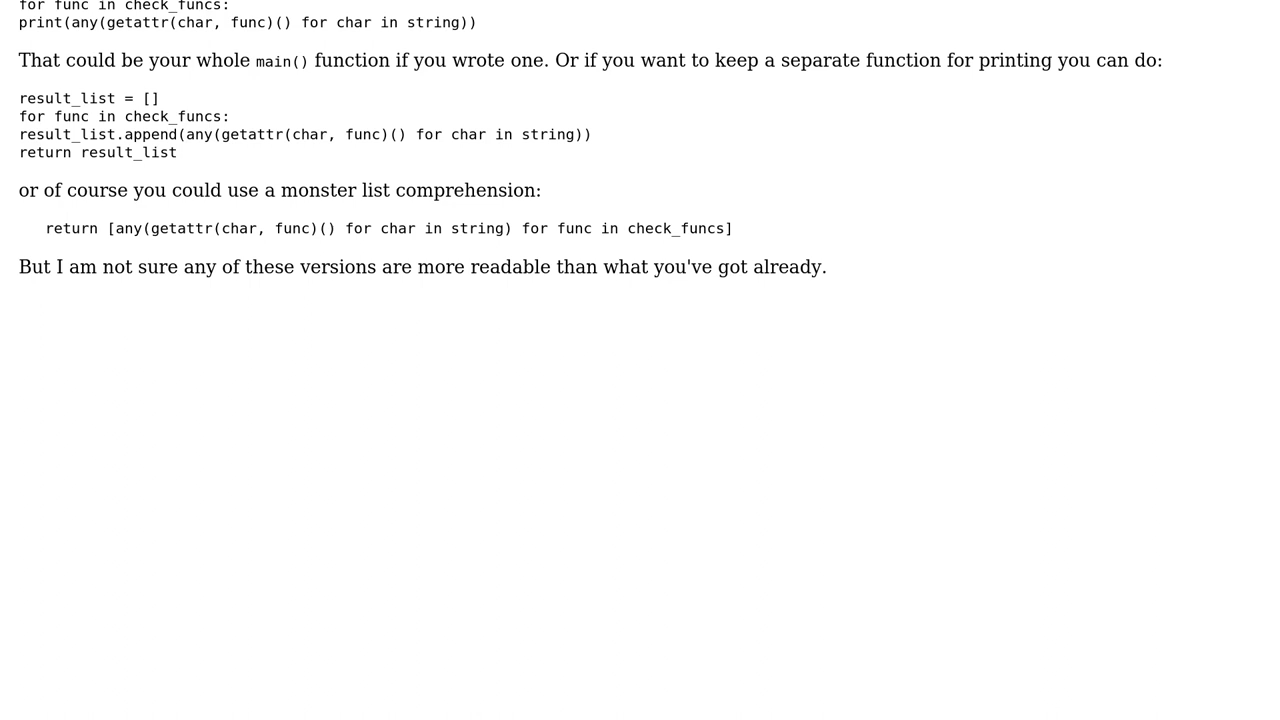 for func in check_funcs:
print(any(getattr(char, func)() for char in string))
That could be your whole main() function if you wrote one. Or if you want to keep a separate function for printing you can do:
result_list = []
for func in check_funcs:
result_list.append(any(getattr(char, func)() for char in string))
return result_list
or of course you could use a monster list comprehension:
return [any(getattr(char, func)() for char in string) for func in check_funcs]
But I am not sure any of these versions are more readable than what you've got already.